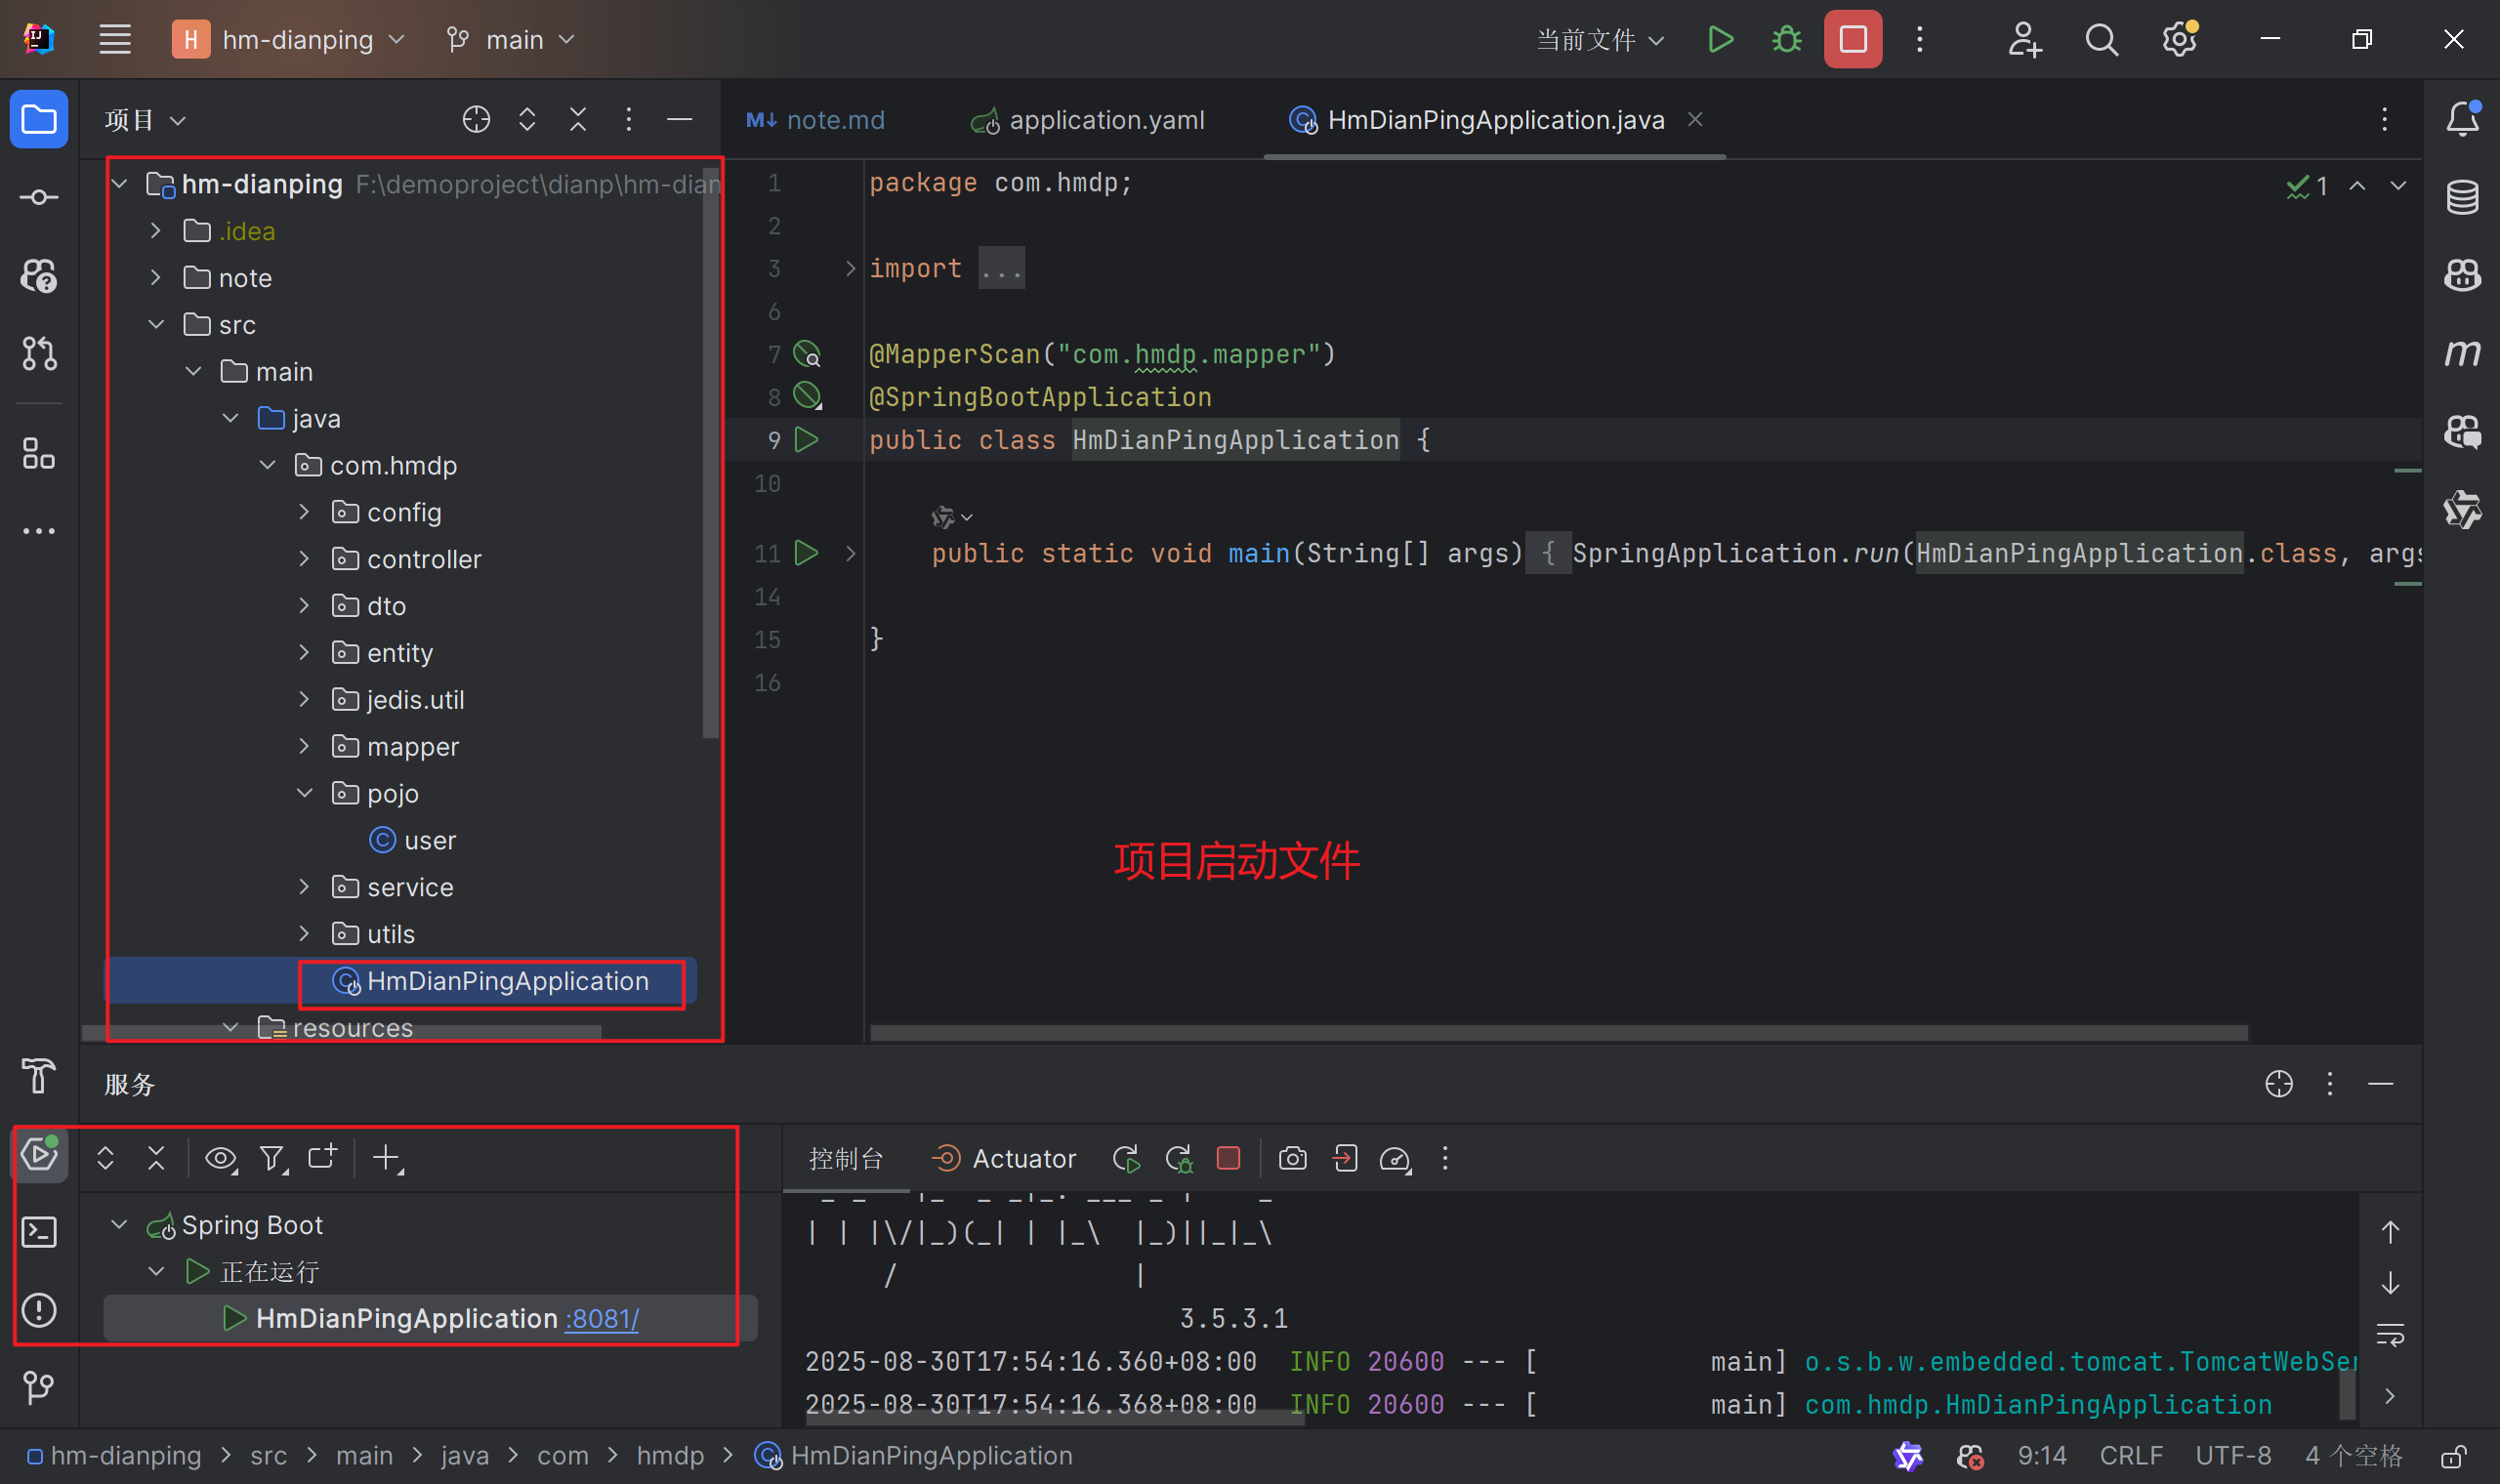 H hm-dianping main 当前文件
项目
note.md application.yaml HmDianPingApplication.java
hm-dianping F:\demoproject\dianp\hm-dian
.idea
note
src
main
java
com.hmdp
config
controller
dto
entity
jedis.util
mapper
pojo
user
service
utils
HmDianPingApplication
resources
1 package com.hmdp;
2
3 import ...
6
7 @MapperScan("com.hmdp.mapper")
8 @SpringBootApplication
9 public class HmDianPingApplication {
10
11 public static void main(String[] args) { SpringApplication.run(HmDianPingApplication.class, args
14
15 }
16
1
项目启动文件
服务
控制台 Actuator
Spring Boot
正在运行
HmDianPingApplication :8081/
| | |\/|_)(_| | |_\ |_)||_|_\
/ |
3.5.3.1
2025-08-30T17:54:16.360+08:00 INFO 20600 --- [ main] o.s.b.w.embedded.tomcat.TomcatWebSer
2025-08-30T17:54:16.368+08:00 INFO 20600 --- [ main] com.hmdp.HmDianPingApplication
hm-dianping > src > main > java > com > hmdp > HmDianPingApplication
9:14 CRLF UTF-8 4 个空格